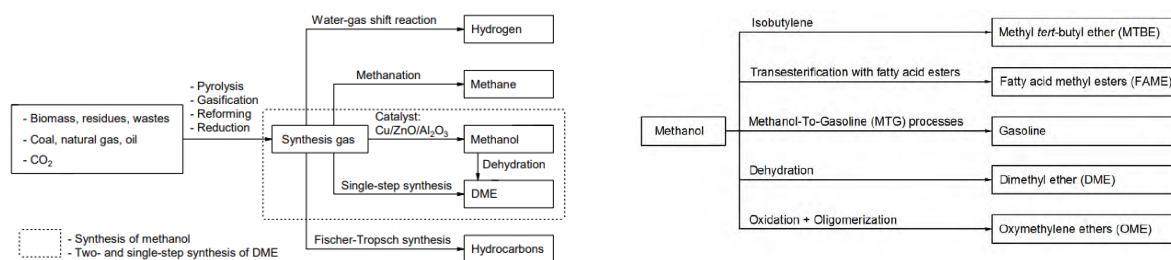 Water-gas shift reaction
Hydrogen
Methanation
Methane
- Pyrolysis
- Gasification
- Reforming
- Reduction
- Biomass, residues, wastes
- Coal, natural gas, oil
- CO₂
Synthesis gas
Catalyst:
Cu/ZnO/Al₂O₃
Methanol
Dehydration
Single-step synthesis
DME
Fischer-Tropsch synthesis
Hydrocarbons
- Synthesis of methanol
- Two- and single-step synthesis of DME
Methanol
Isobutylene
Methyl tert-butyl ether (MTBE)
Transesterification with fatty acid esters
Fatty acid methyl esters (FAME)
Methanol-To-Gasoline (MTG) processes
Gasoline
Dehydration
Dimethyl ether (DME)
Oxidation + Oligomerization
Oxymethylene ethers (OME)